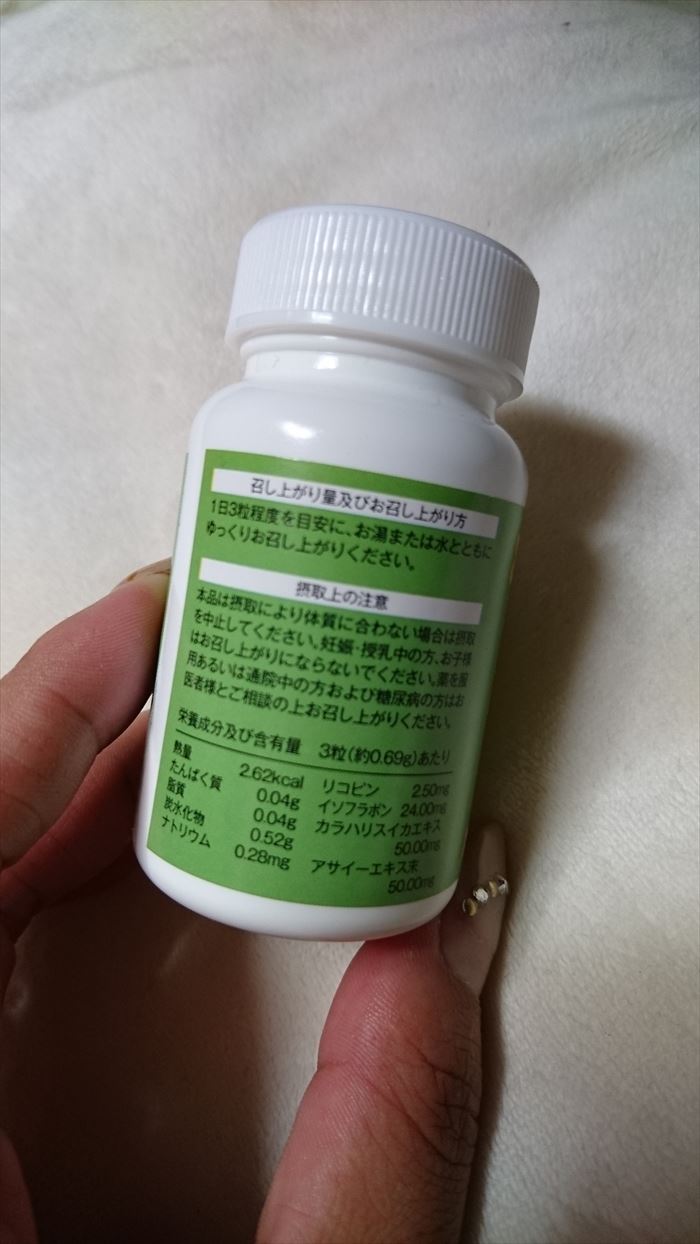 召し上がり量及びお召し上がり方
1日3粒程度を目安に、お湯または水とともに
ゆっくりお召し上がりください。
摂取上の注意
本品は摂取により体質に合わない場合は摂取
を中止してください。妊娠・授乳中の方、お子様
はお召し上がりにならないでください。薬を服
用あるいは通院中の方および糖尿病の方はお
医者様とご相談の上お召し上がりください。
栄養成分及び含有量 3粒(約0.69g)あたり
熱量 2.62kcal
たんぱく質 0.04g
脂質 0.04g
炭水化物 0.52g
ナトリウム 0.28mg
リコピン 2.50mg
イソフラボン 24.00mg
カラハリスイカエキス
50.00mg
アサイーエキス末
50.00mg